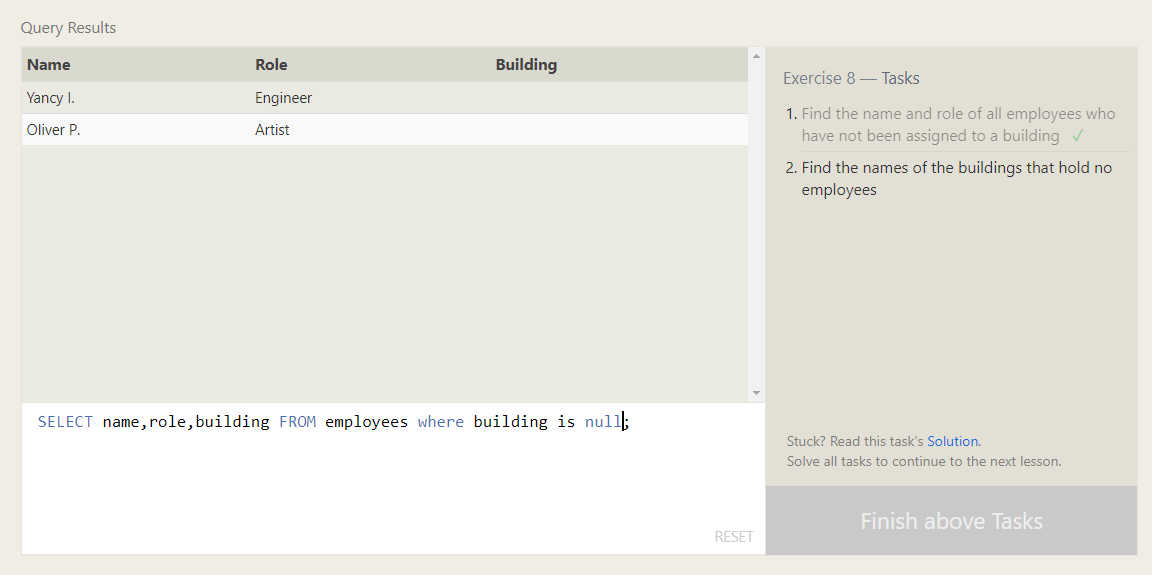 Query Results
Name Role Building
Yancy I. Engineer
Oliver P. Artist
SELECT name,role,building FROM employees where building is null;
RESET
Exercise 8 — Tasks
1. Find the name and role of all employees who
have not been assigned to a building ✓
2. Find the names of the buildings that hold no
employees
Stuck? Read this task's Solution.
Solve all tasks to continue to the next lesson.
Finish above Tasks